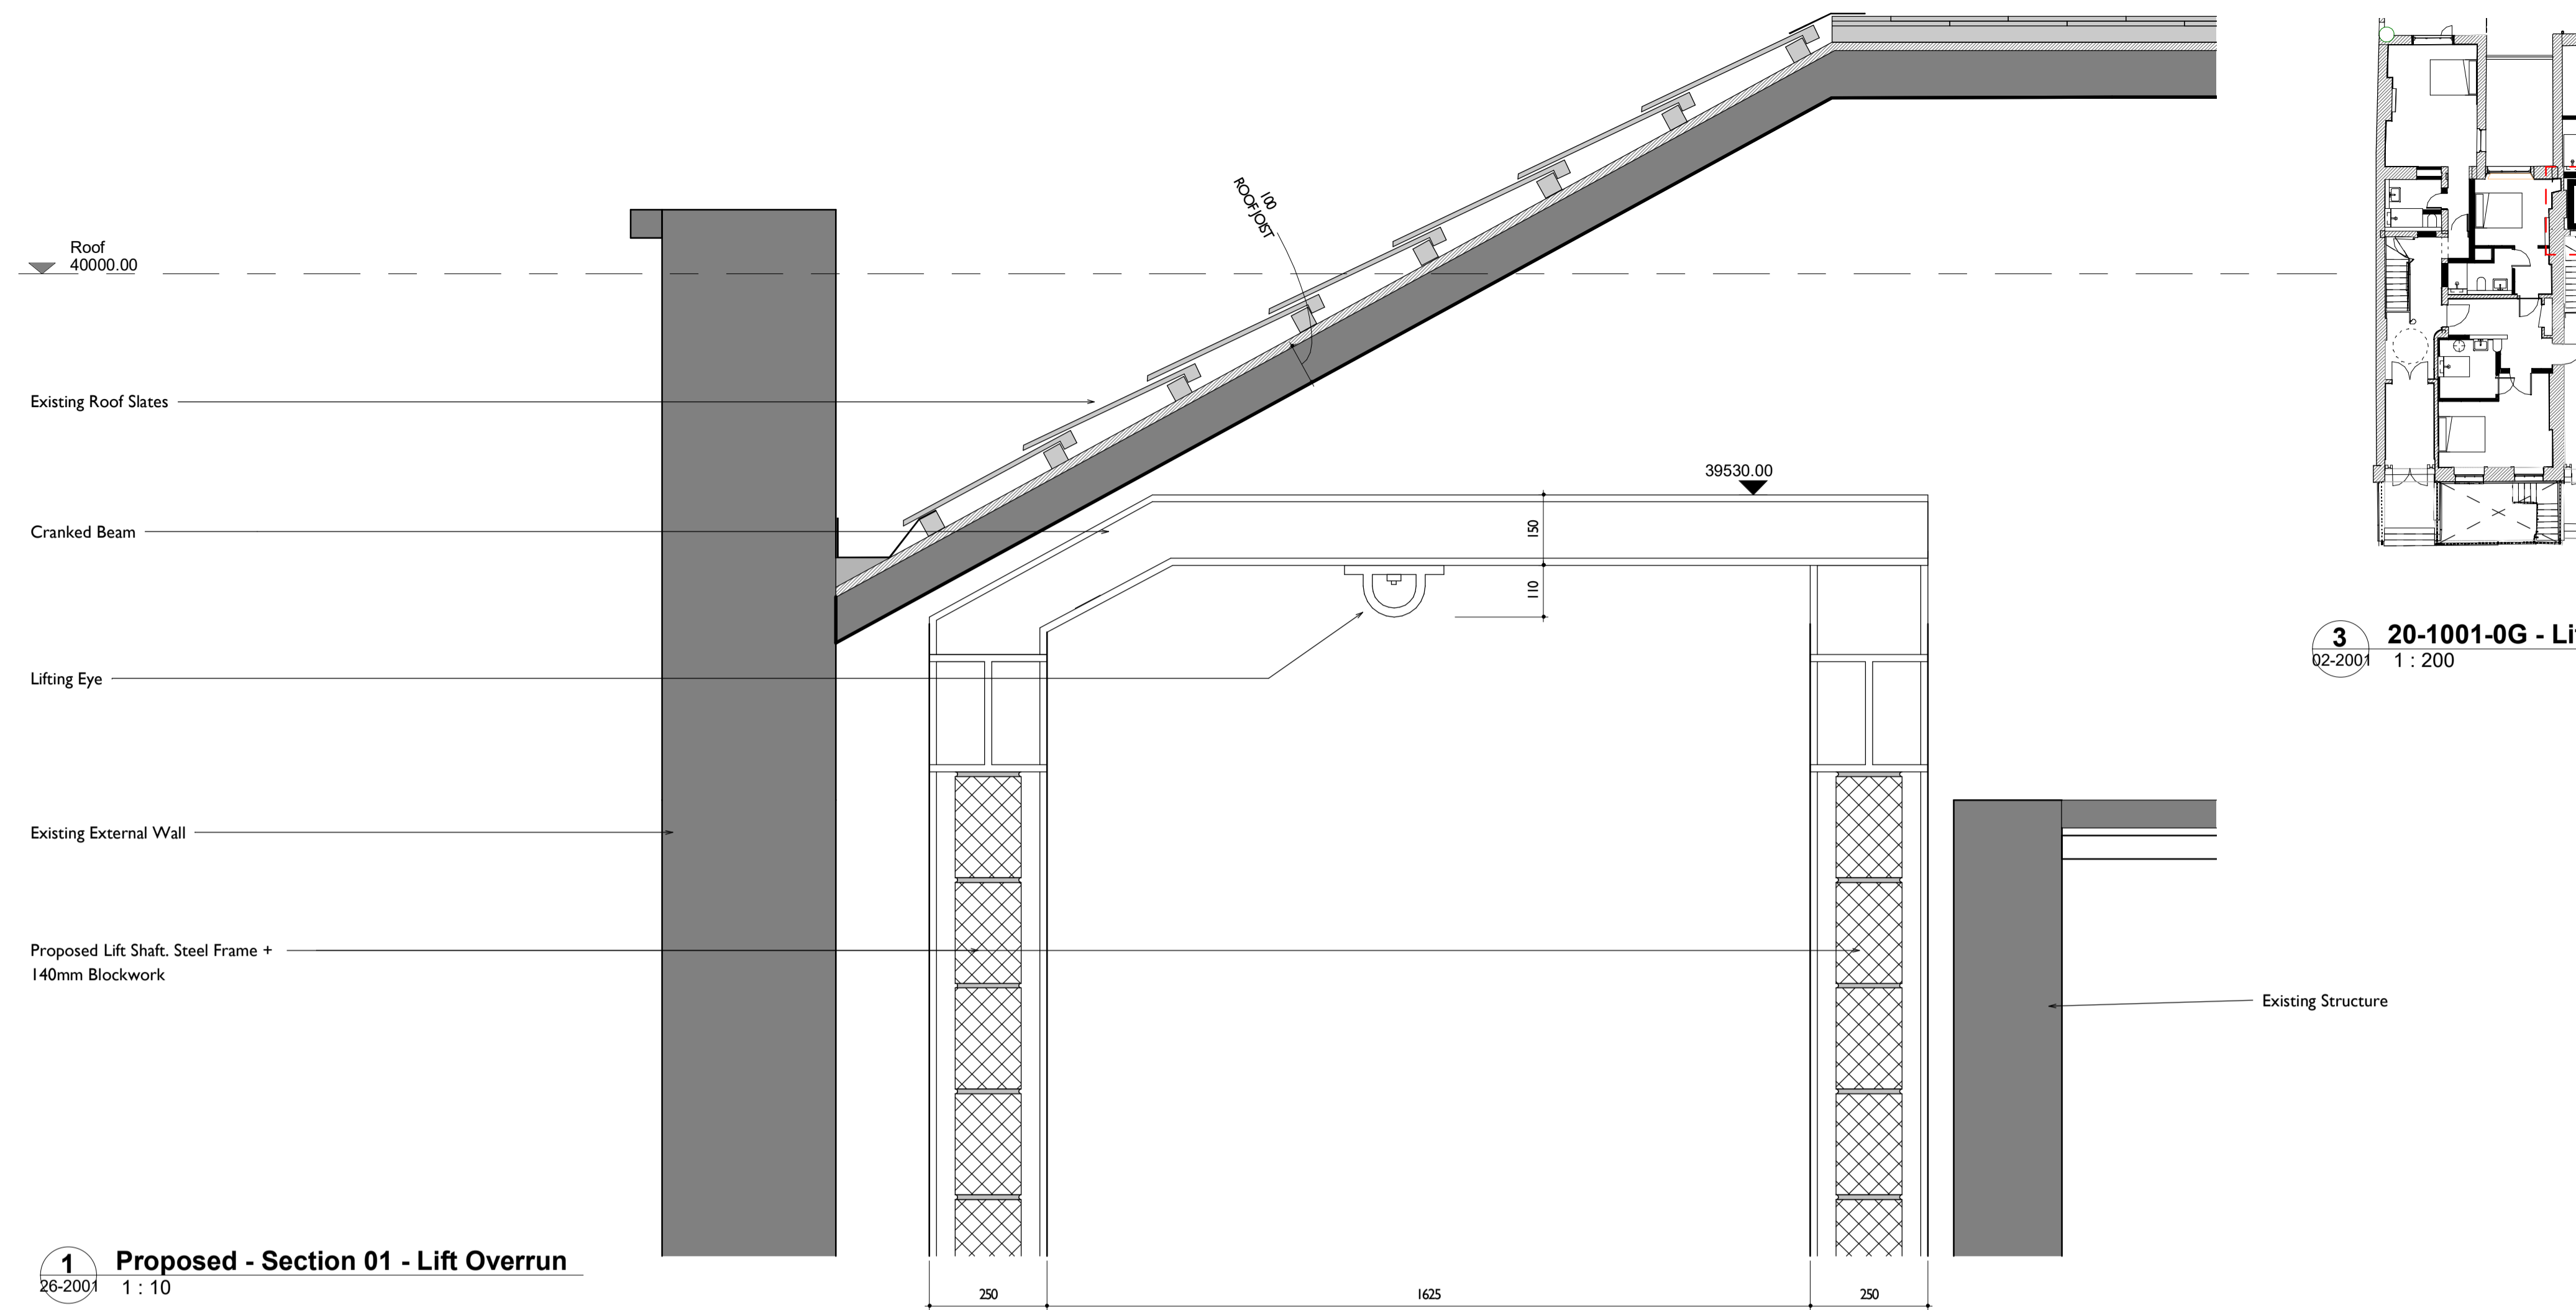 Roof
40000.00
100
ROOF JOIST
Existing Roof Slates
39530.00
Cranked Beam
150
110
Lifting Eye
3
02-2001
20-1001-0G - Li
1 : 200
Existing External Wall
Proposed Lift Shaft. Steel Frame +
140mm Blockwork
Existing Structure
1
26-2001
Proposed - Section 01 - Lift Overrun
1 : 10
250
1625
250